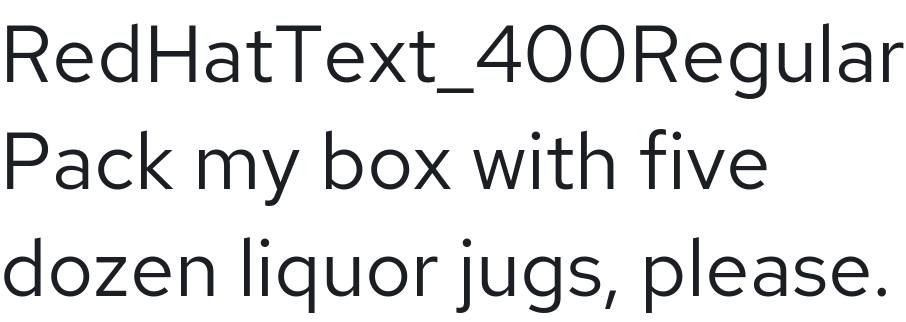 RedHatText_400Regular
Pack my box with five
dozen liquor jugs, please.